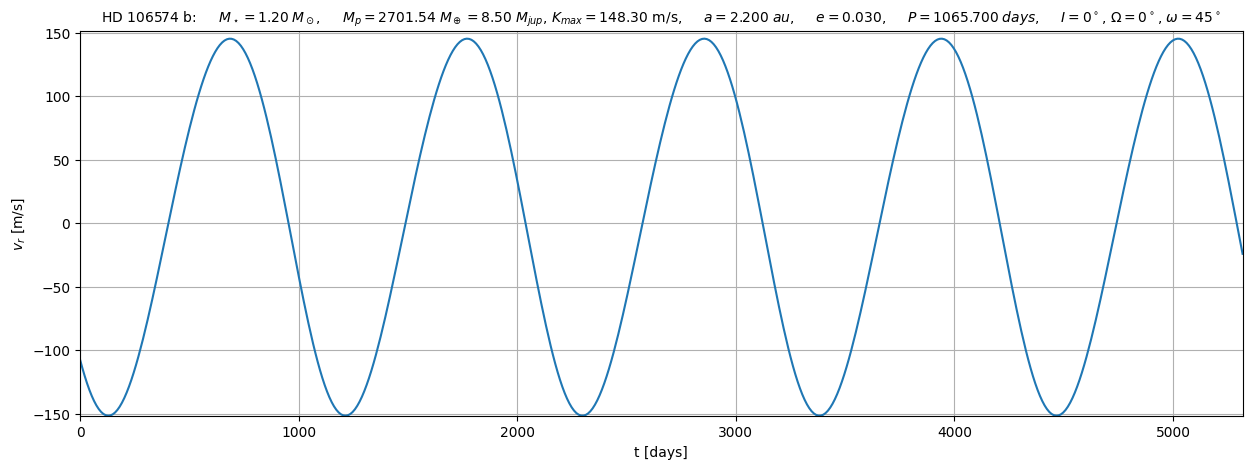 HD 106574 b: M⋆ = 1.20 M⊙, Mp = 2701.54 M⊕ = 8.50 Mjup, Kmax = 148.30 m/s, a = 2.200 au, e = 0.030, P = 1065.700 days, I = 0°, Ω = 0°, ω = 45°
150
100
50
0
−50
−100
−150
vr [m/s]
0 1000 2000 3000 4000 5000
t [days]